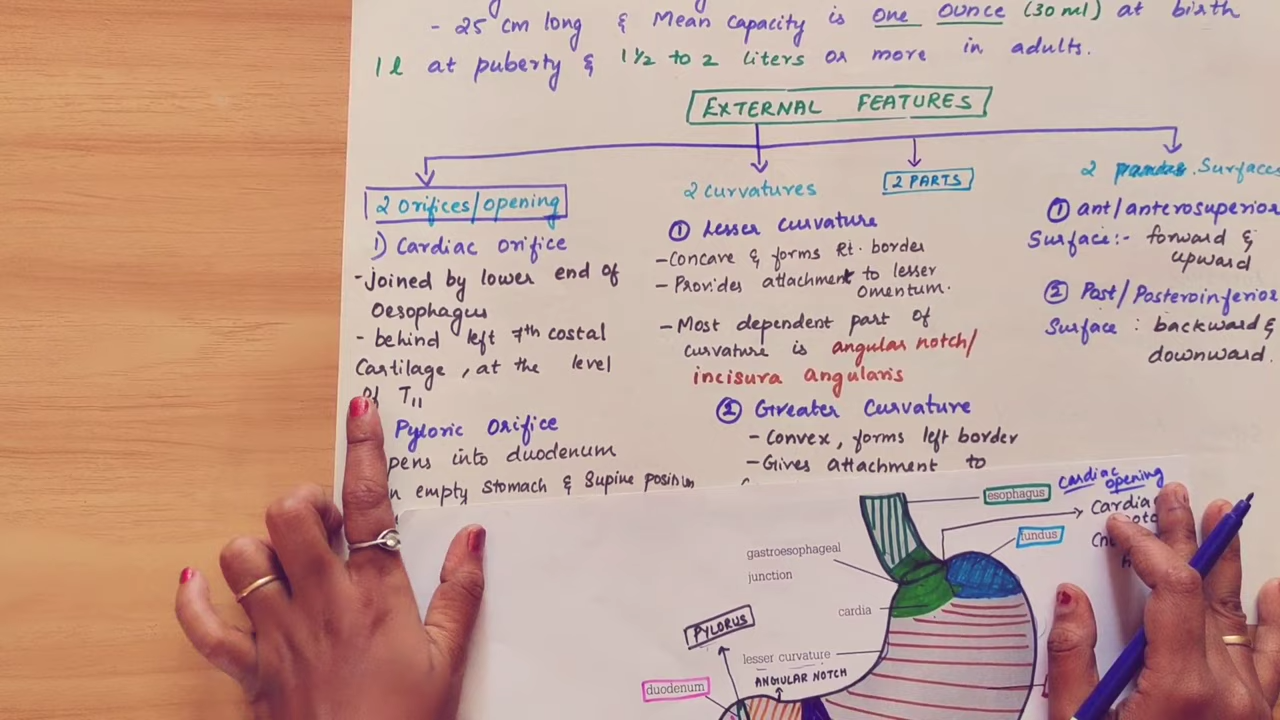 - 25 cm long & Mean capacity is one ounce (30 ml) at birth
1 l at puberty & 1½ to 2 liters or more in adults.
EXTERNAL FEATURES
2 Orifices/opening
1) Cardiac orifice
- joined by lower end of
Oesophagus
- behind left 7th costal
Cartilage, at the level
of T11
Pyloric Orifice
pens into duodenum
n empty Stomach & Supine position
2 curvatures
① Lesser curvature
- Concave & forms Rt. border
- Provides attachment to lesser
omentum.
- Most dependent part of
curvature is angular notch/
incisura angularis
② Greater Curvature
- Convex, forms left border
- Gives attachment to
2 PARTS
2 Surfaces
① ant/anterosuperior
Surface:- forward &
upward
② Post/Posteroinferior
Surface : backward &
downward.
cardiac
opening
esophagus
Cardia
fundus
gastroesophageal
junction
cardia
PYLORUS
lesser curvature
ANGULAR NOTCH
duodenum